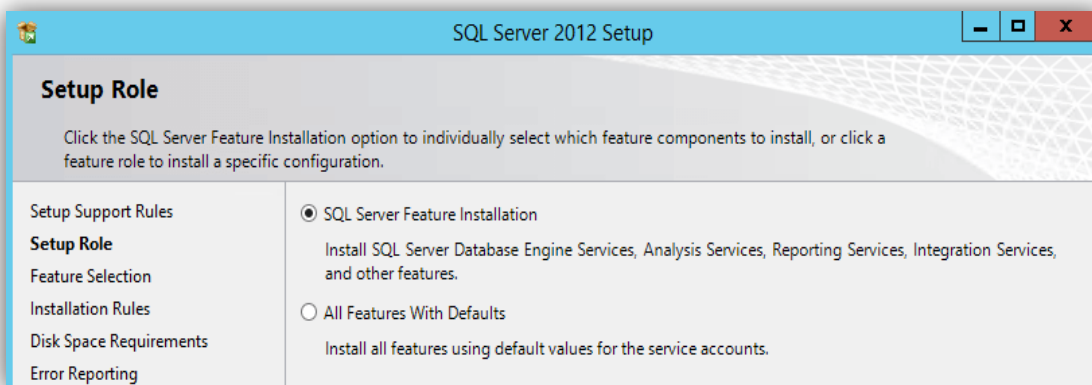 SQL Server 2012 Setup
Setup Role
Click the SQL Server Feature Installation option to individually select which feature components to install, or click a
feature role to install a specific configuration.
Setup Support Rules
Setup Role
Feature Selection
Installation Rules
Disk Space Requirements
Error Reporting
SQL Server Feature Installation
Install SQL Server Database Engine Services, Analysis Services, Reporting Services, Integration Services,
and other features.
All Features With Defaults
Install all features using default values for the service accounts.